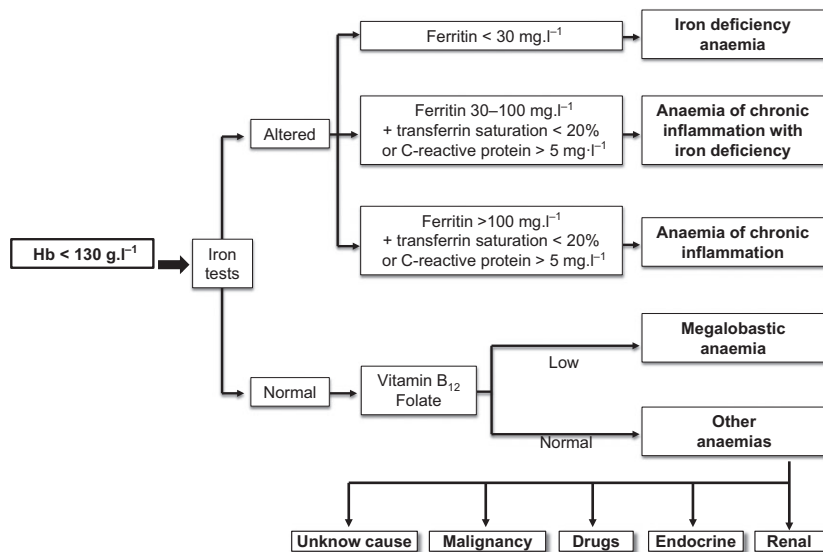 Ferritin < 30 mg.l⁻¹
Iron deficiency
anaemia
Altered
Ferritin 30–100 mg.l⁻¹
+ transferrin saturation < 20%
or C-reactive protein > 5 mg·l⁻¹
Anaemia of chronic
inflammation with
iron deficiency
Ferritin >100 mg.l⁻¹
+ transferrin saturation < 20%
or C-reactive protein > 5 mg.l⁻¹
Anaemia of chronic
inflammation
Hb < 130 g.l⁻¹
Iron
tests
Normal
Vitamin B₁₂
Folate
Low
Megalobastic
anaemia
Normal
Other
anaemias
Unknow cause
Malignancy
Drugs
Endocrine
Renal